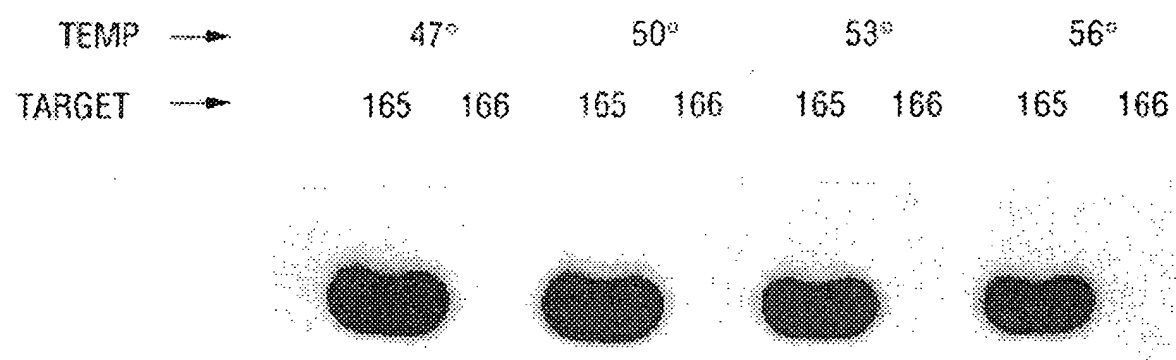 TEMP → 47° 50° 53° 56°
TARGET → 165 166 165 166 165 166 165 166